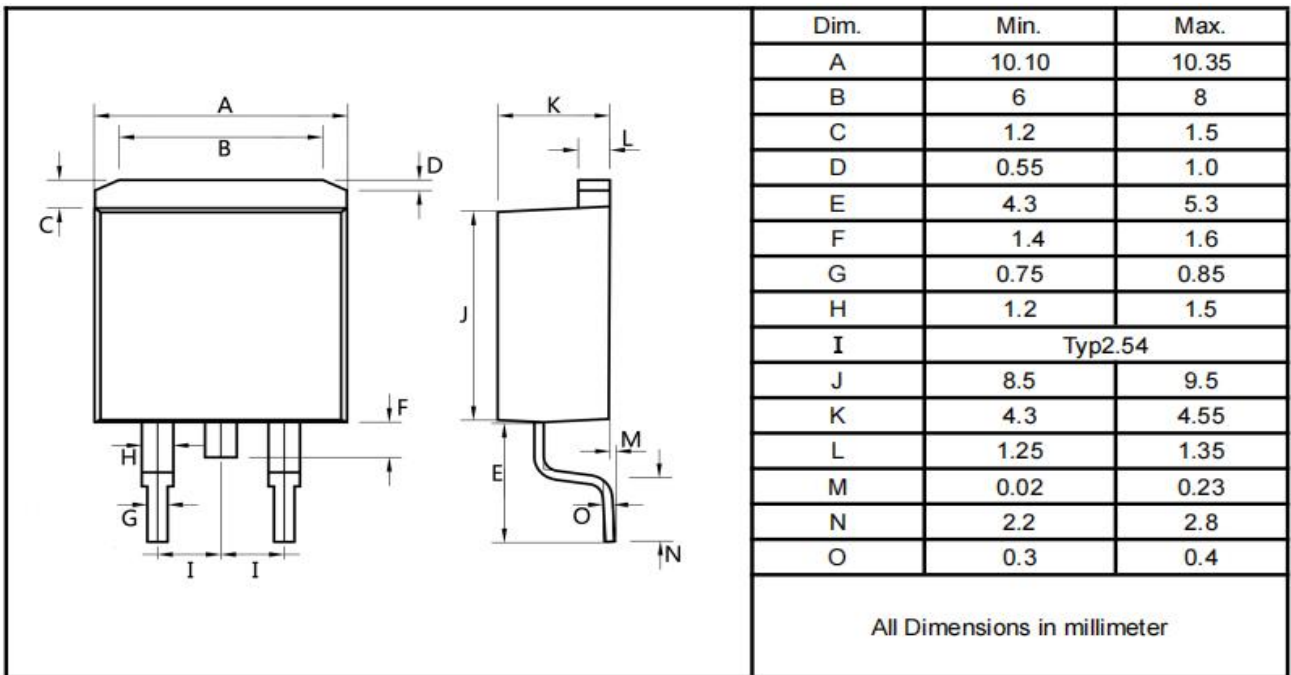 A
B
C
D
J
F
H
G
I I
K
L
M
E
O
N
Dim. Min. Max.
A 10.10 10.35
B 6 8
C 1.2 1.5
D 0.55 1.0
E 4.3 5.3
F 1.4 1.6
G 0.75 0.85
H 1.2 1.5
I Typ2.54
J 8.5 9.5
K 4.3 4.55
L 1.25 1.35
M 0.02 0.23
N 2.2 2.8
O 0.3 0.4
All Dimensions in millimeter